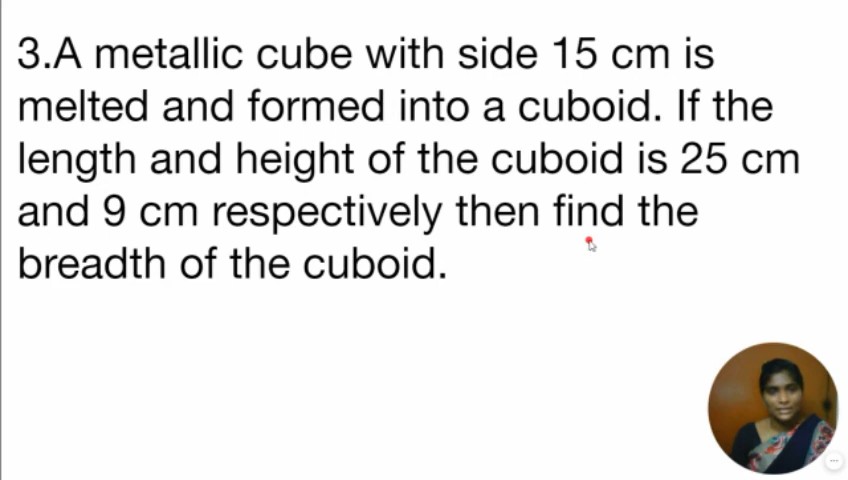 3.A metallic cube with side 15 cm is
melted and formed into a cuboid. If the
length and height of the cuboid is 25 cm
and 9 cm respectively then find the
breadth of the cuboid.